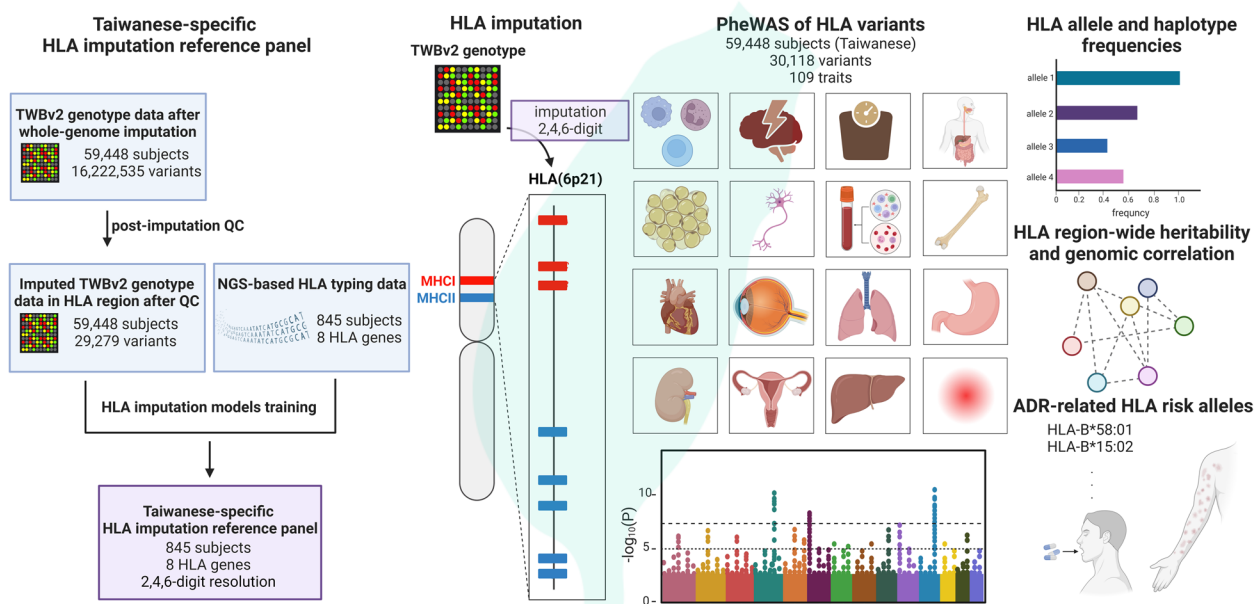 Taiwanese-specific
HLA imputation reference panel
TWBv2 genotype data after
whole-genome imputation
59,448 subjects
16,222,535 variants
post-imputation QC
Imputed TWBv2 genotype
data in HLA region after QC
59,448 subjects
29,279 variants
NGS-based HLA typing data
845 subjects
8 HLA genes
HLA imputation models training
Taiwanese-specific
HLA imputation reference panel
845 subjects
8 HLA genes
2,4,6-digit resolution
HLA imputation
TWBv2 genotype
imputation
2,4,6-digit
HLA(6p21)
MHCI
MHCII
PheWAS of HLA variants
59,448 subjects (Taiwanese)
30,118 variants
109 traits
-log10(P)
10
5
0
HLA allele and haplotype
frequencies
allele 1
allele 2
allele 3
allele 4
0 0.2 0.4 0.6 0.8 1.0
frequncy
HLA region-wide heritability
and genomic correlation
ADR-related HLA risk alleles
HLA-B*58:01
HLA-B*15:02